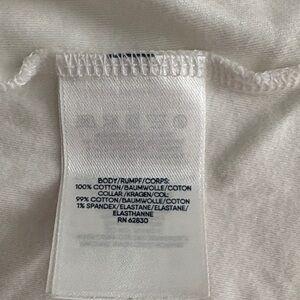 BODY/RUMPF/CORPS:
100% COTTON/BAUMWOLLE/COTON
COLLAR/KRAGEN/COL:
99% COTTON/BAUMWOLLE/COTON
1% SPANDEX/ELASTANE/ELASTANE/
ELASTHANNE
RN 62830